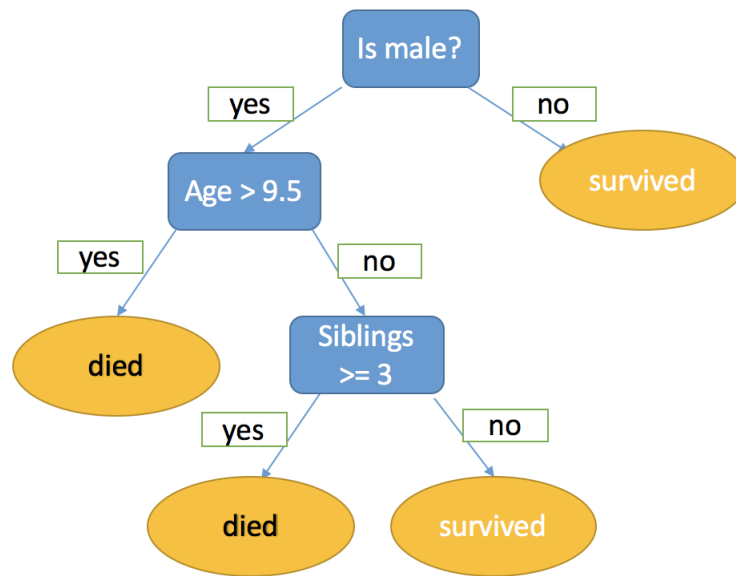 Is male?
yes
no
Age > 9.5
survived
yes
no
Siblings
>= 3
died
yes
no
died
survived